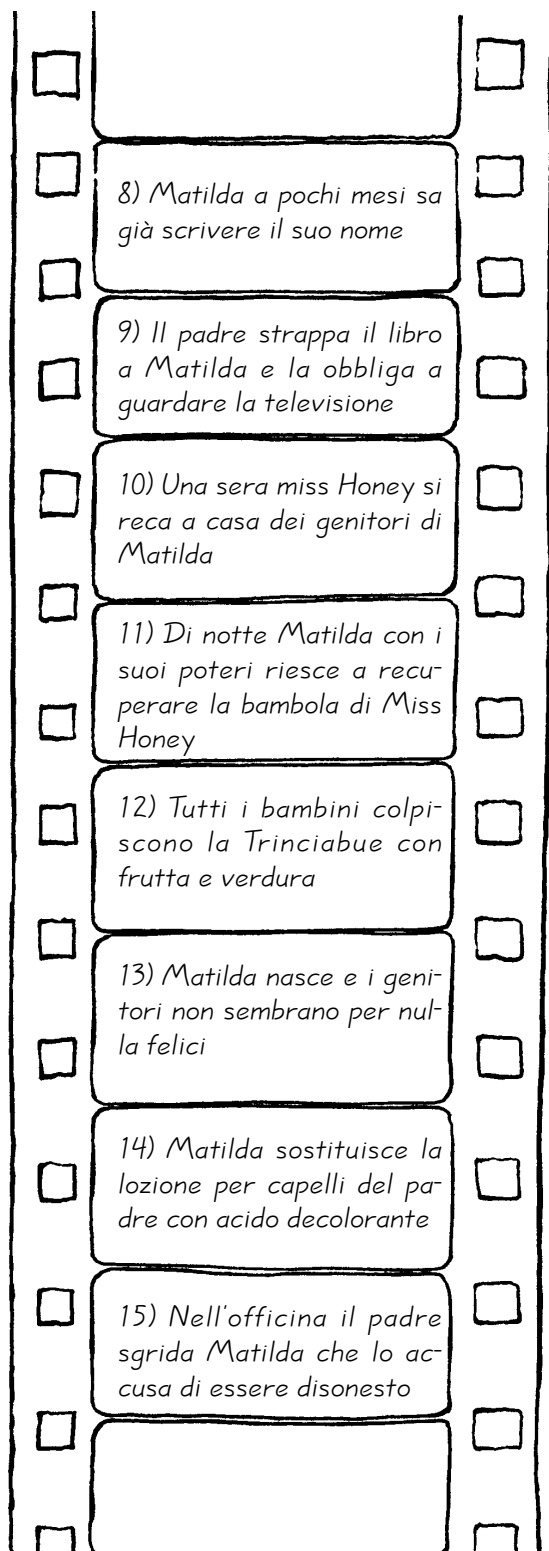 8) Matilda a pochi mesi sa
già scrivere il suo nome
9) Il padre strappa il libro
a Matilda e la obbliga a
guardare la televisione
10) Una sera miss Honey si
reca a casa dei genitori di
Matilda
11) Di notte Matilda con i
suoi poteri riesce a recu-
perare la bambola di Miss
Honey
12) Tutti i bambini colpi-
scono la Trinciabue con
frutta e verdura
13) Matilda nasce e i geni-
tori non sembrano per nul-
la felici
14) Matilda sostituisce la
lozione per capelli del pa-
dre con acido decolorante
15) Nell'officina il padre
sgrida Matilda che lo ac-
cusa di essere disonesto